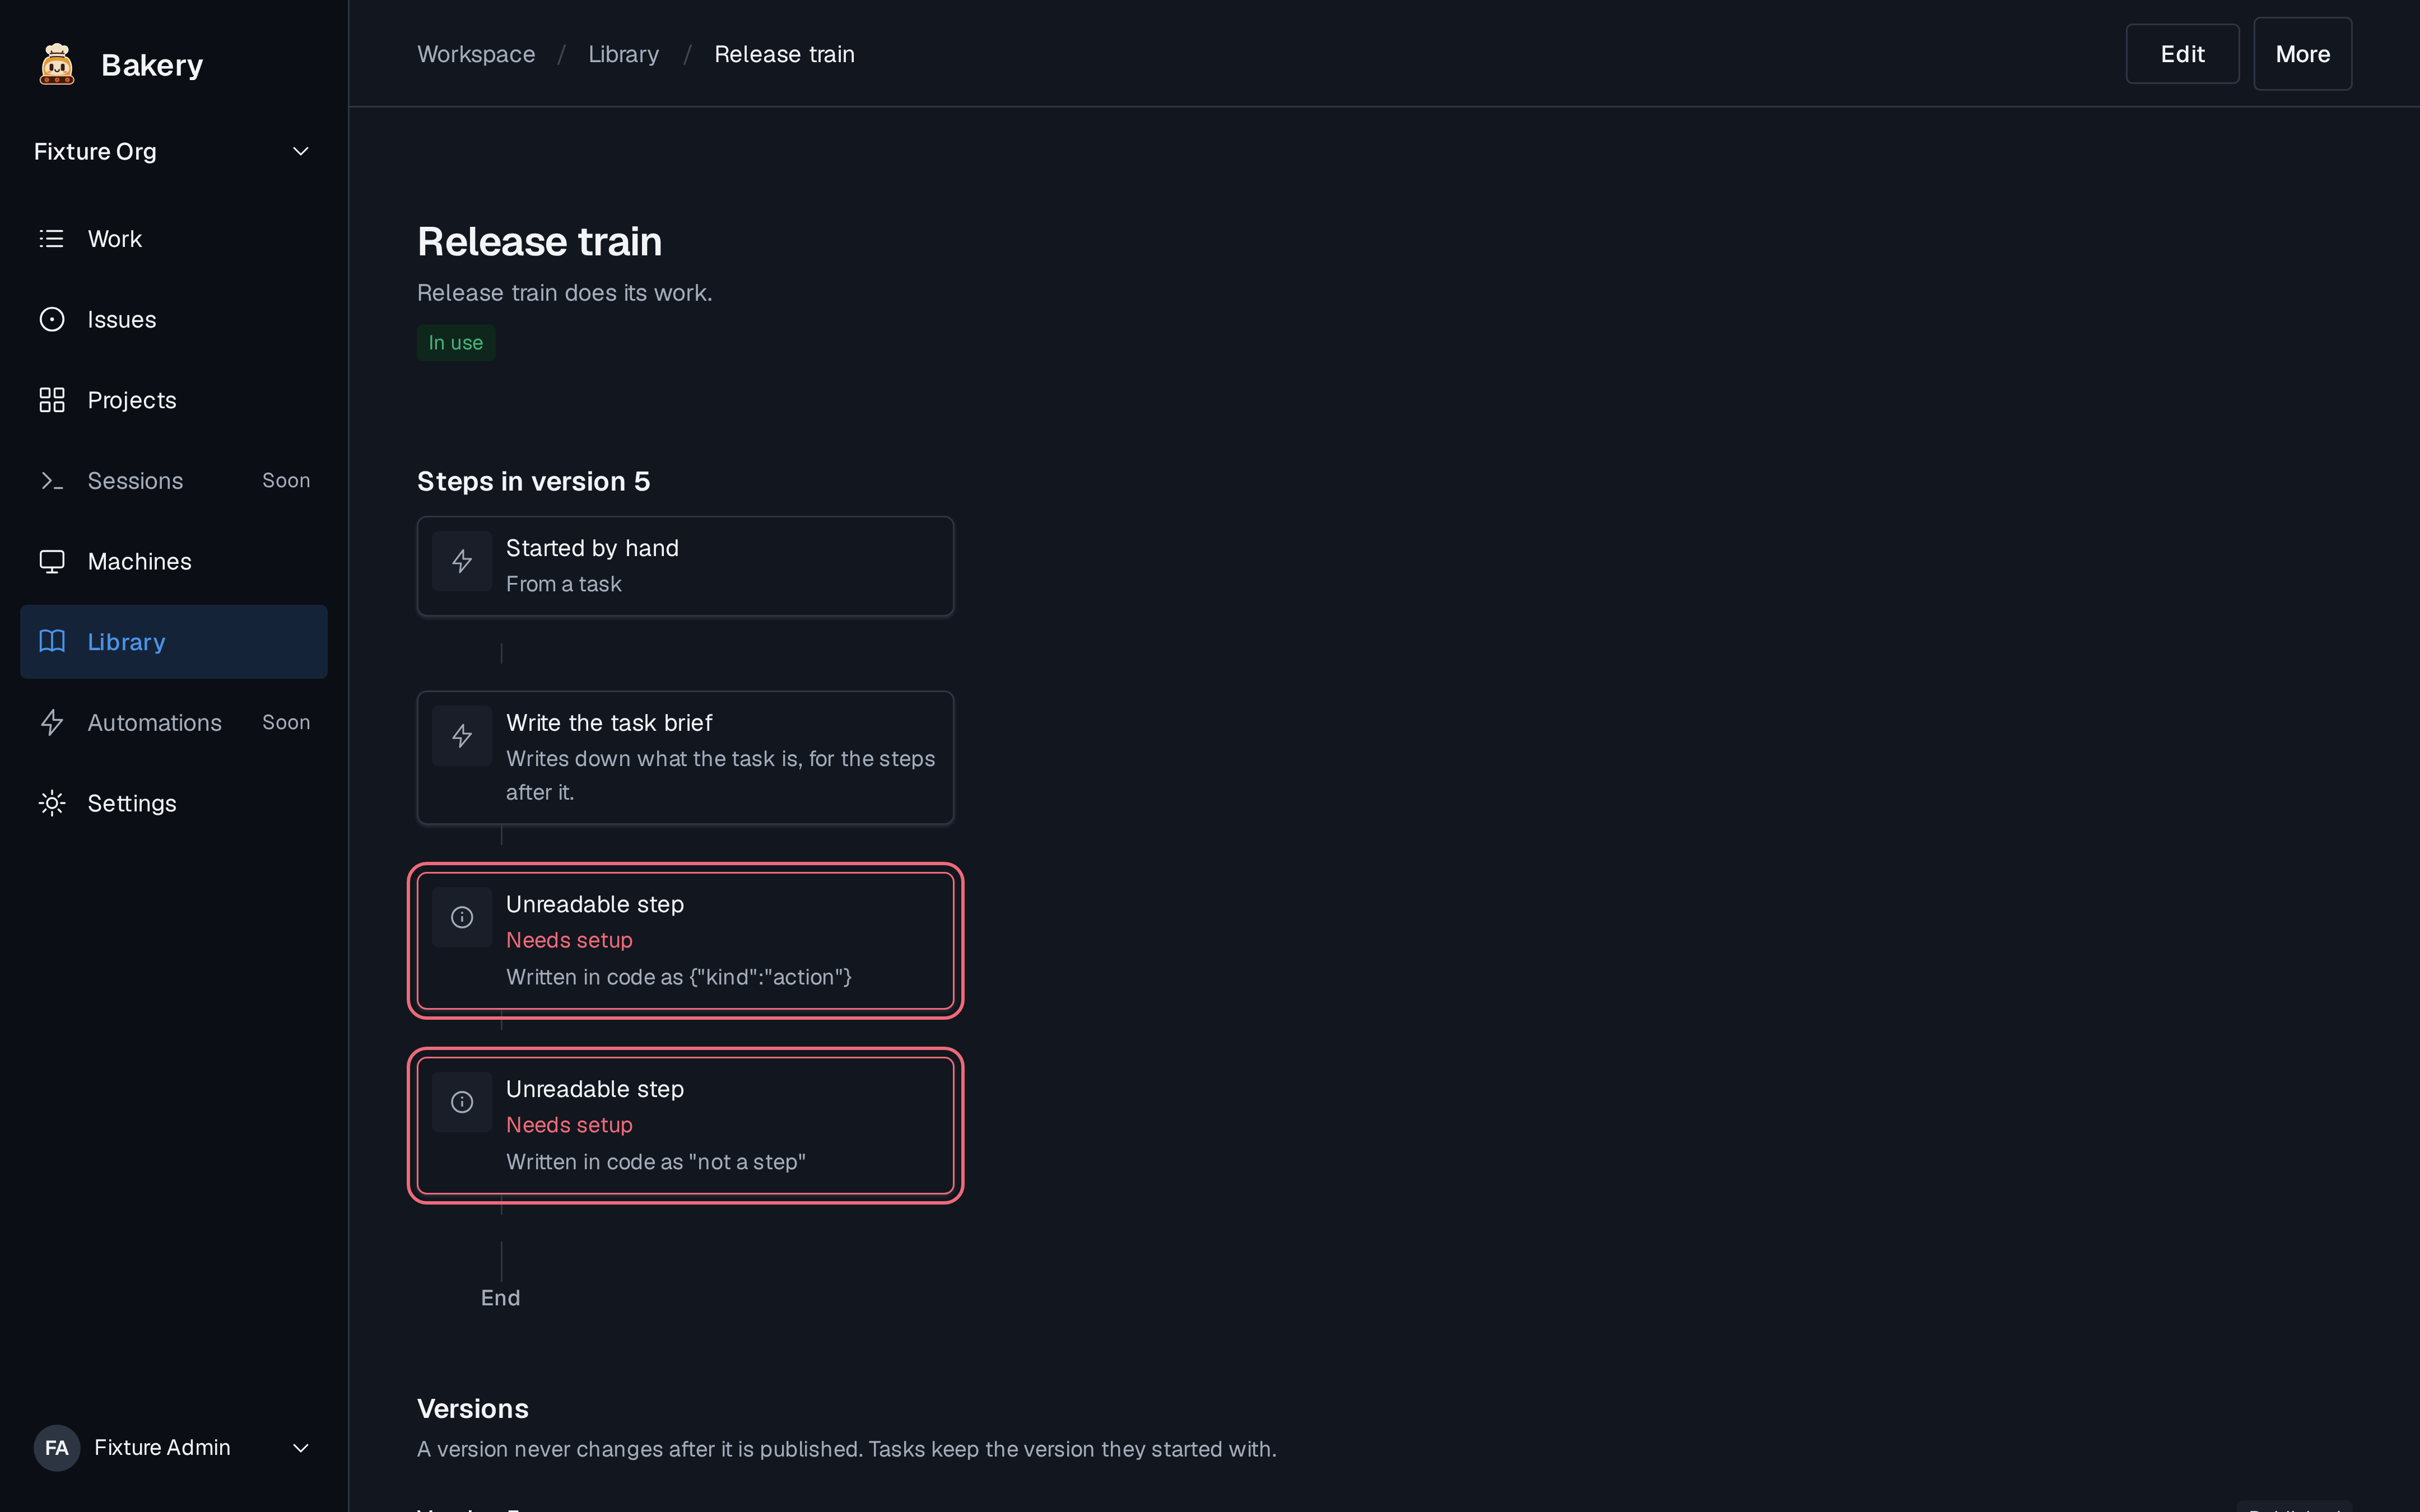 Bakery
Fixture Org
Work
Issues
Projects
Sessions Soon
Machines
Library
Automations Soon
Settings
FA Fixture Admin
Workspace / Library / Release train
Edit More
Release train
Release train does its work.
In use
Steps in version 5
Started by hand
From a task
Write the task brief
Writes down what the task is, for the steps
after it.
Unreadable step
Needs setup
Written in code as {"kind":"action"}
Unreadable step
Needs setup
Written in code as "not a step"
End
Versions
A version never changes after it is published. Tasks keep the version they started with.